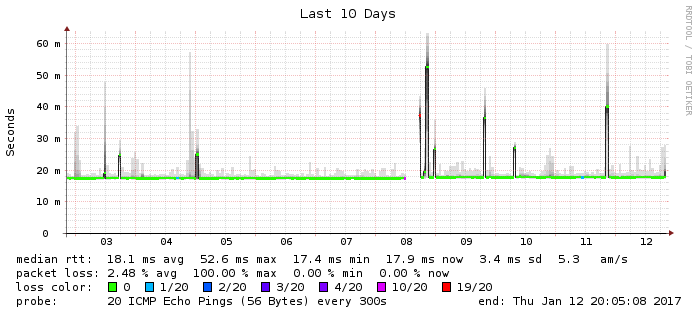 Last 10 Days
RRDTOOL / TOBI OETIKER
Seconds
60 m
50 m
40 m
30 m
20 m
10 m
0
03 04 05 06 07 08 09 10 11 12
median rtt: 18.1 ms avg 52.6 ms max 17.4 ms min 17.9 ms now 3.4 ms sd 5.3 am/s
packet loss: 2.48 % avg 100.00 % max 0.00 % min 0.00 % now
loss color: 0 1/20 2/20 3/20 4/20 10/20 19/20
probe: 20 ICMP Echo Pings (56 Bytes) every 300s end: Thu Jan 12 20:05:08 2017